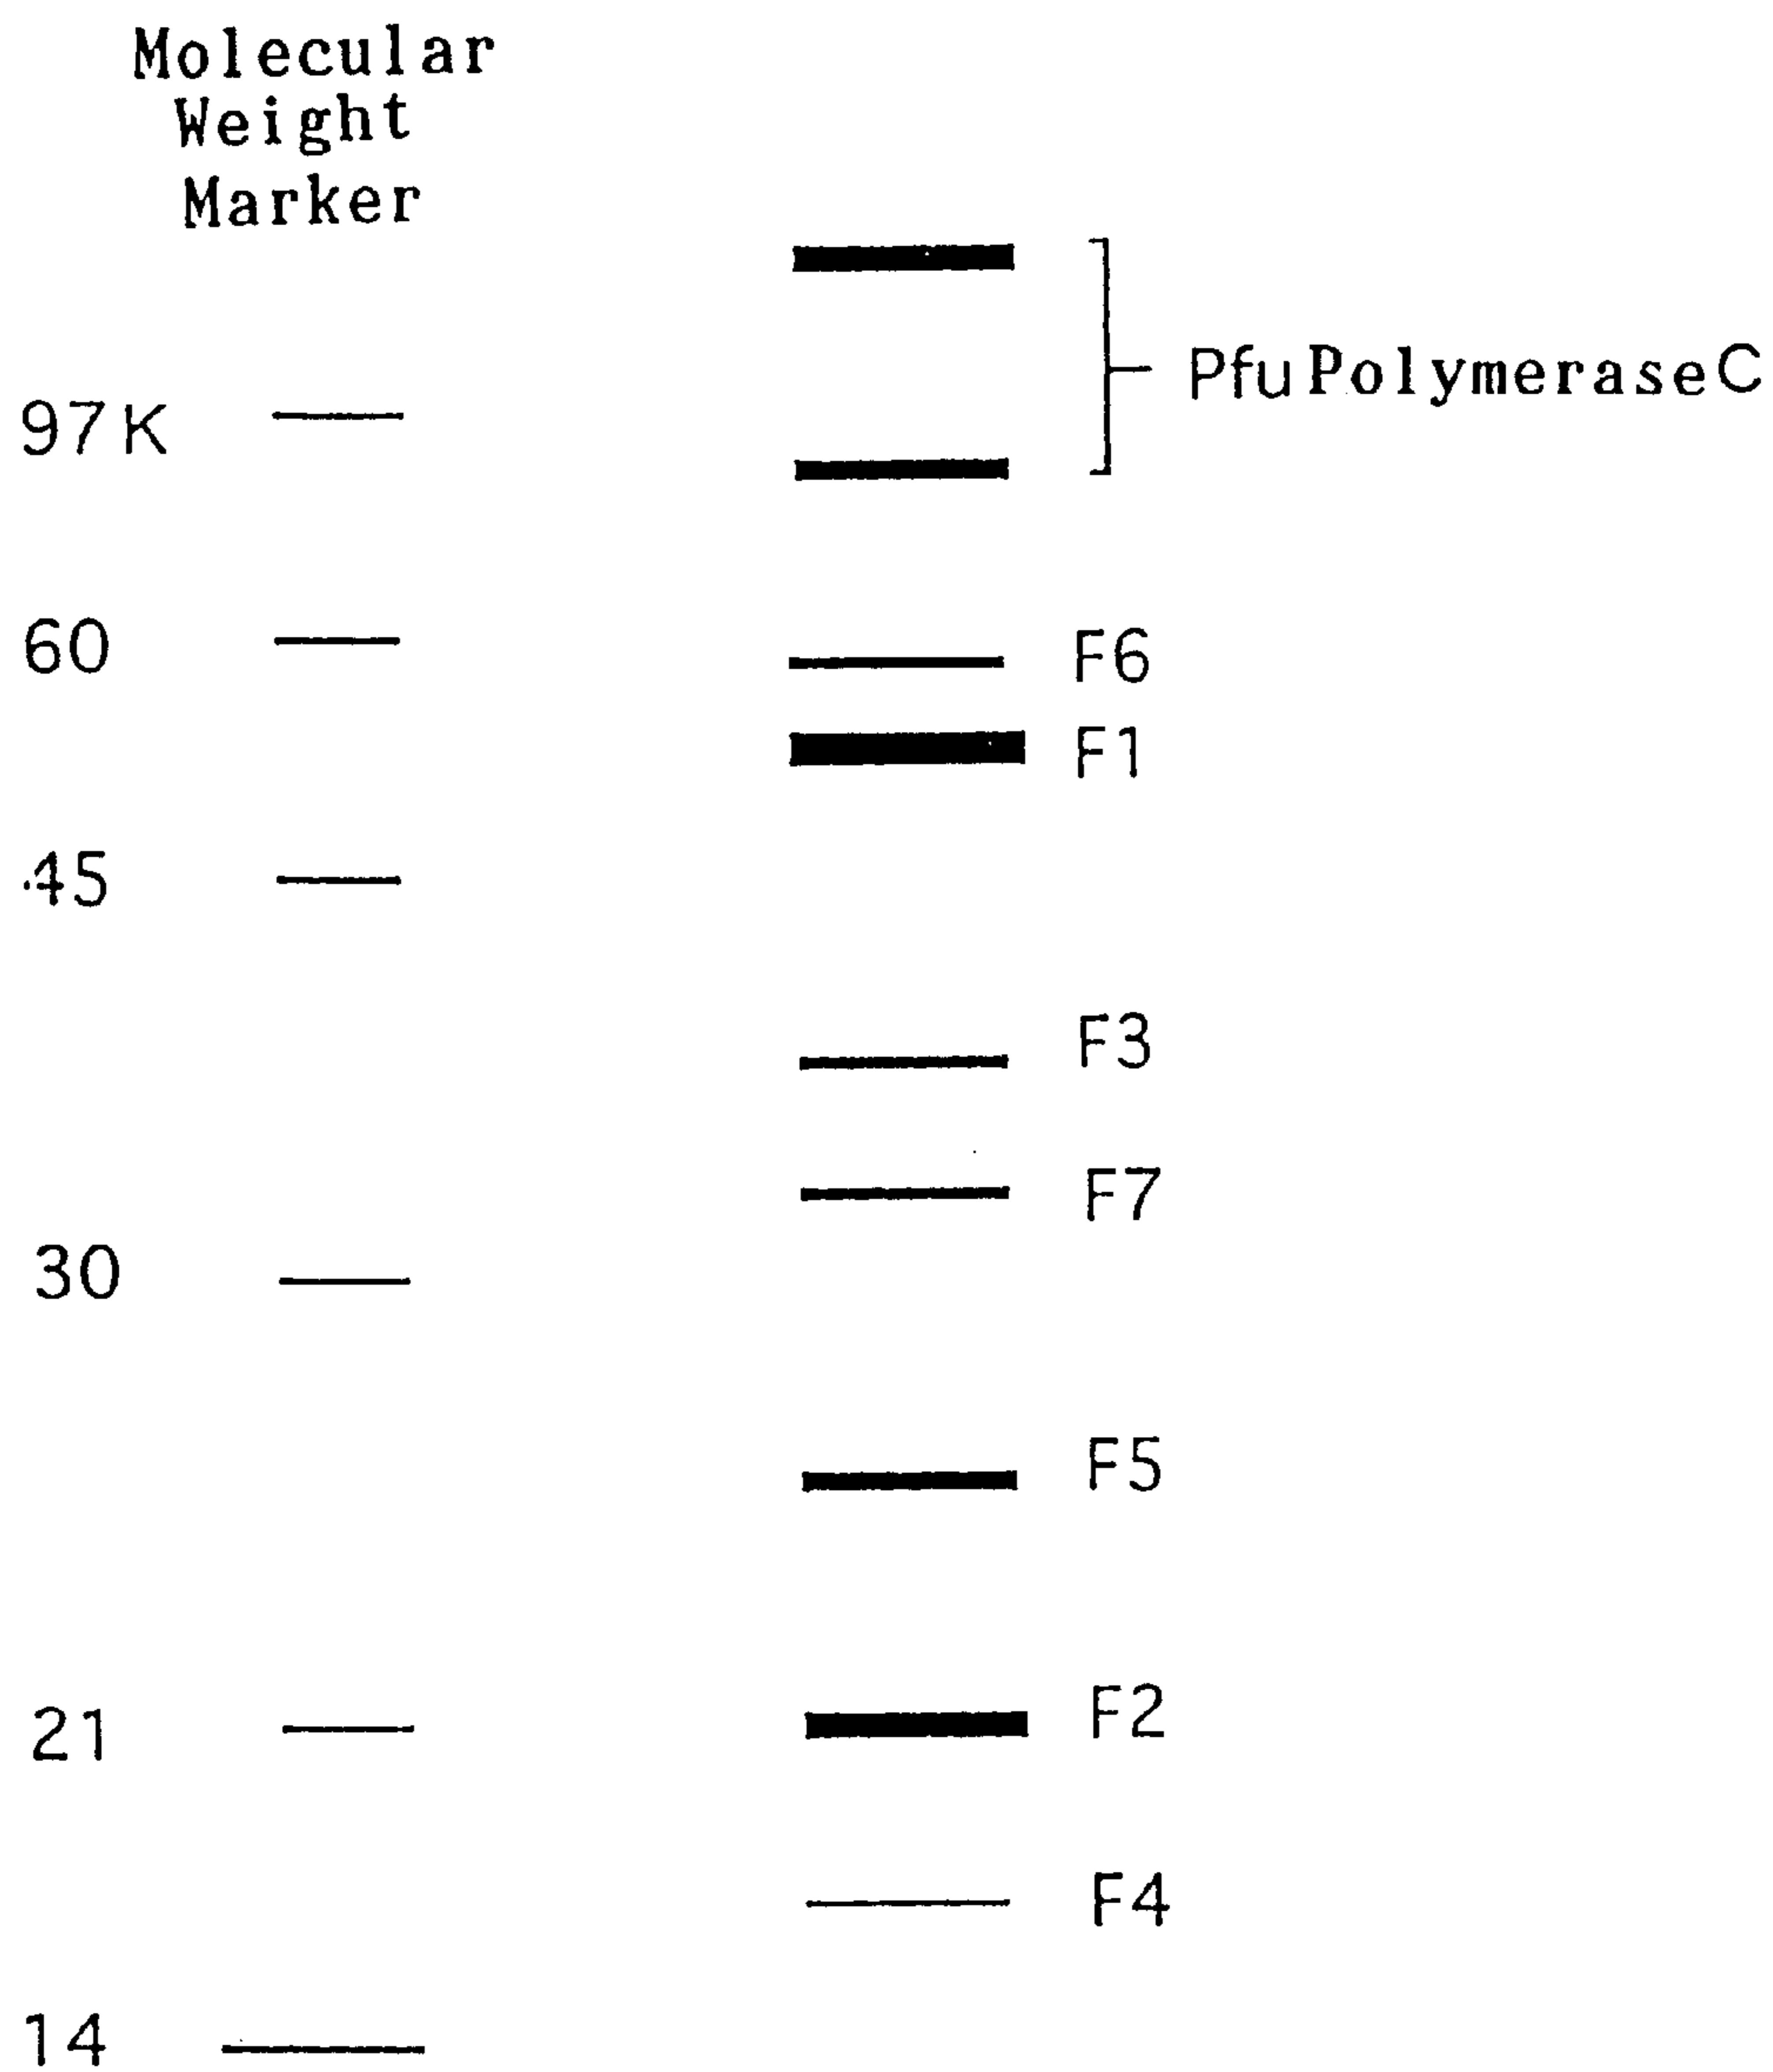 Molecular
Weight
Marker
PfuPolymeraseC
97K
60
F6
F1
45
F3
F7
30
F5
21
F2
F4
14